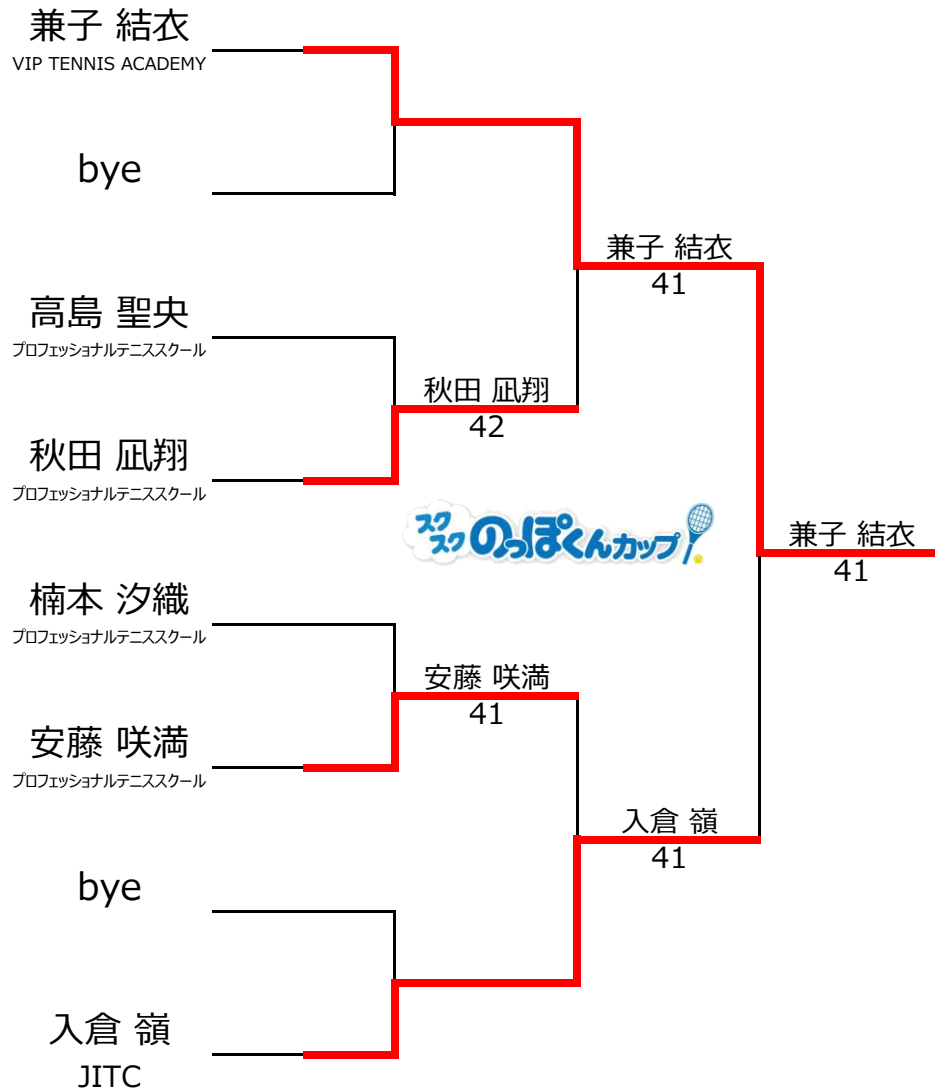 兼子 結衣
VIP TENNIS ACADEMY
bye
兼子 結衣
41
高島 聖央
プロフェッショナルテニススクール
秋田 凪翔
42
秋田 凪翔
プロフェッショナルテニススクール
スク
スク のっぽくんカップ
兼子 結衣
41
楠本 汐織
プロフェッショナルテニススクール
安藤 咲満
41
安藤 咲満
プロフェッショナルテニススクール
入倉 嶺
41
bye
入倉 嶺
JITC